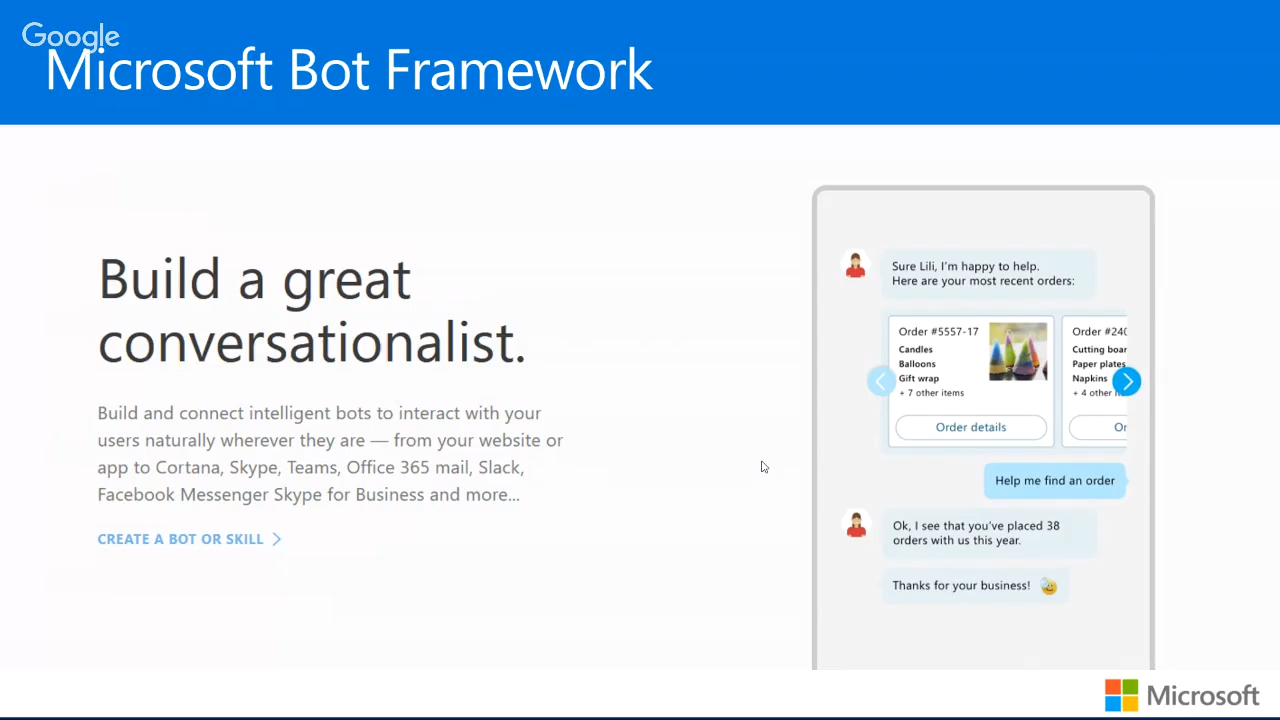 Google
Microsoft Bot Framework
Build a great
conversationalist.
Build and connect intelligent bots to interact with your
users naturally wherever they are — from your website or
app to Cortana, Skype, Teams, Office 365 mail, Slack,
Facebook Messenger Skype for Business and more...
CREATE A BOT OR SKILL
Sure Lili, I'm happy to help.
Here are your most recent orders:
Order #5557-17
Candles
Balloons
Gift wrap
+ 7 other items
Order details
Order #240
Cutting boar
Paper plates
Napkins
+ 4 other
Or
Help me find an order
Ok, I see that you've placed 38
orders with us this year.
Thanks for your business!
Microsoft